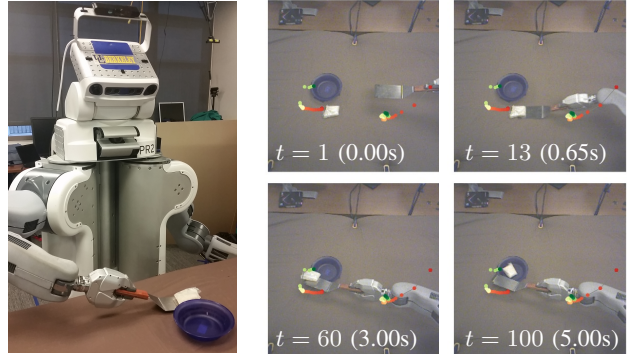 PR2
t = 1 (0.00s)
t = 13 (0.65s)
t = 60 (3.00s)
t = 100 (5.00s)